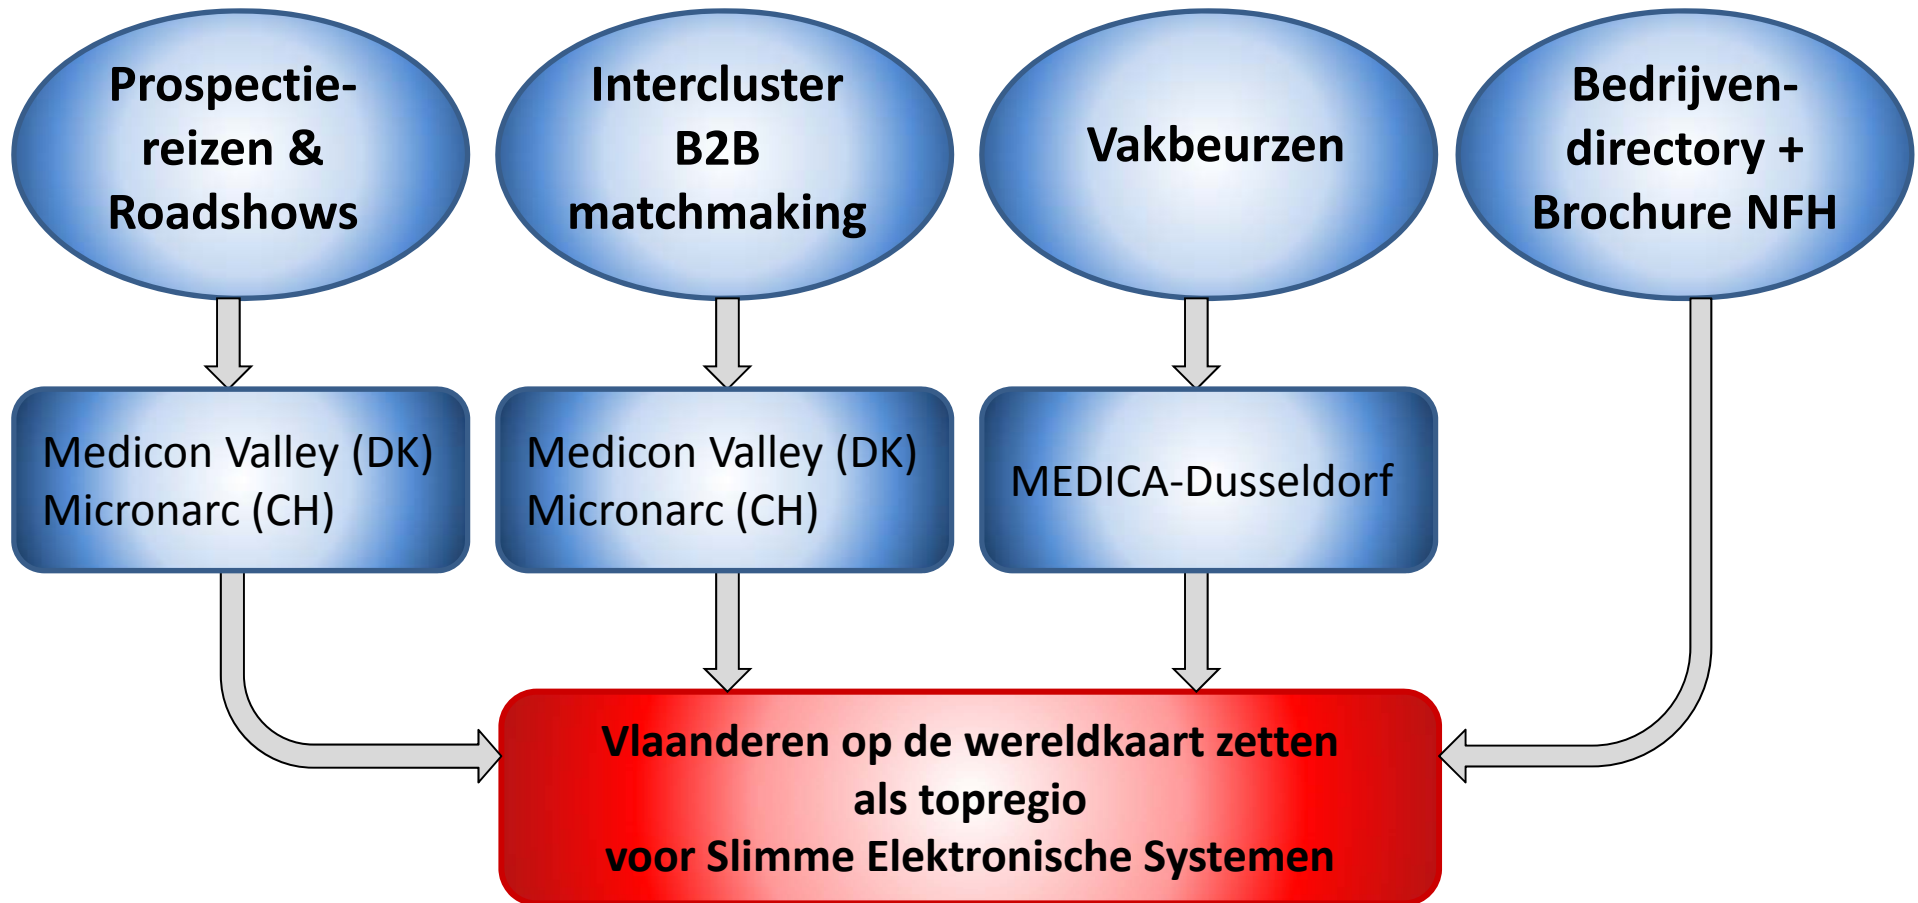 Prospectie-
reizen &
Roadshows
Intercluster
B2B
matchmaking
Vakbeurzen
Bedrijven-
directory +
Brochure NFH
Medicon Valley (DK)
Micronarc (CH)
Medicon Valley (DK)
Micronarc (CH)
MEDICA-Dusseldorf
Vlaanderen op de wereldkaart zetten
als topregio
voor Slimme Elektronische Systemen